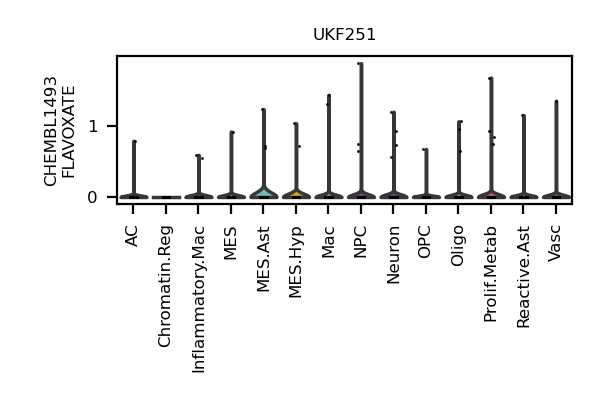 UKF251
CHEMBL1493
FLAVOXATE
1
0
AC
Chromatin.Reg
Inflammatory.Mac
MES
MES.Ast
MES.Hyp
Mac
NPC
Neuron
OPC
Oligo
Prolif.Metab
Reactive.Ast
Vasc